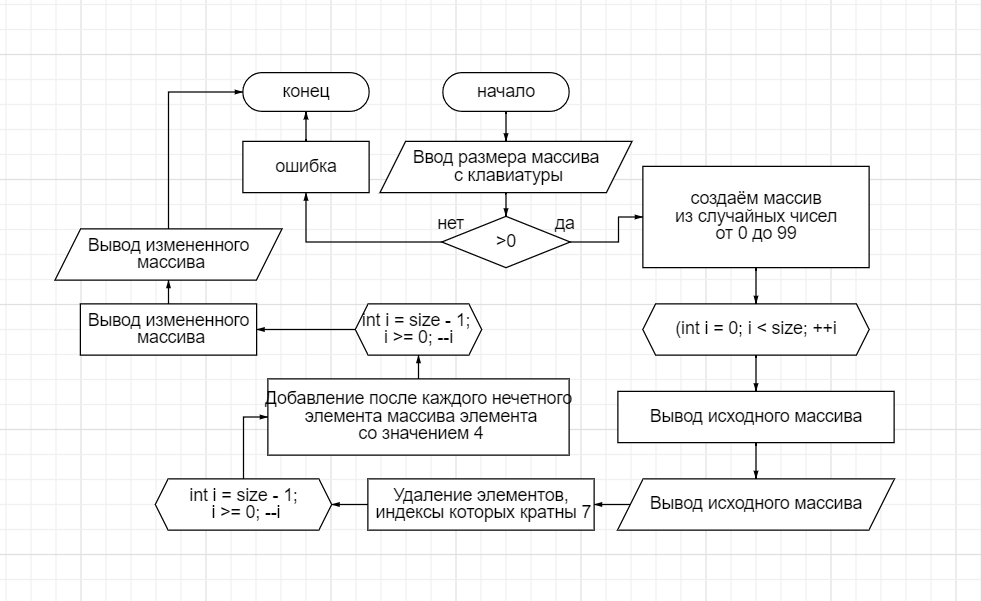 конец
начало
ошибка
Ввод размера массива
с клавиатуры
нет
да
>0
создаём массив
из случайных чисел
от 0 до 99
Вывод измененного
массива
Вывод измененного
массива
int i = size - 1;
i >= 0; --i
(int i = 0; i < size; ++i
Добавление после каждого нечетного
элемента массива элемента
со значением 4
Вывод исходного массива
int i = size - 1;
i >= 0; --i
Удаление элементов,
индексы которых кратны 7
Вывод исходного массива